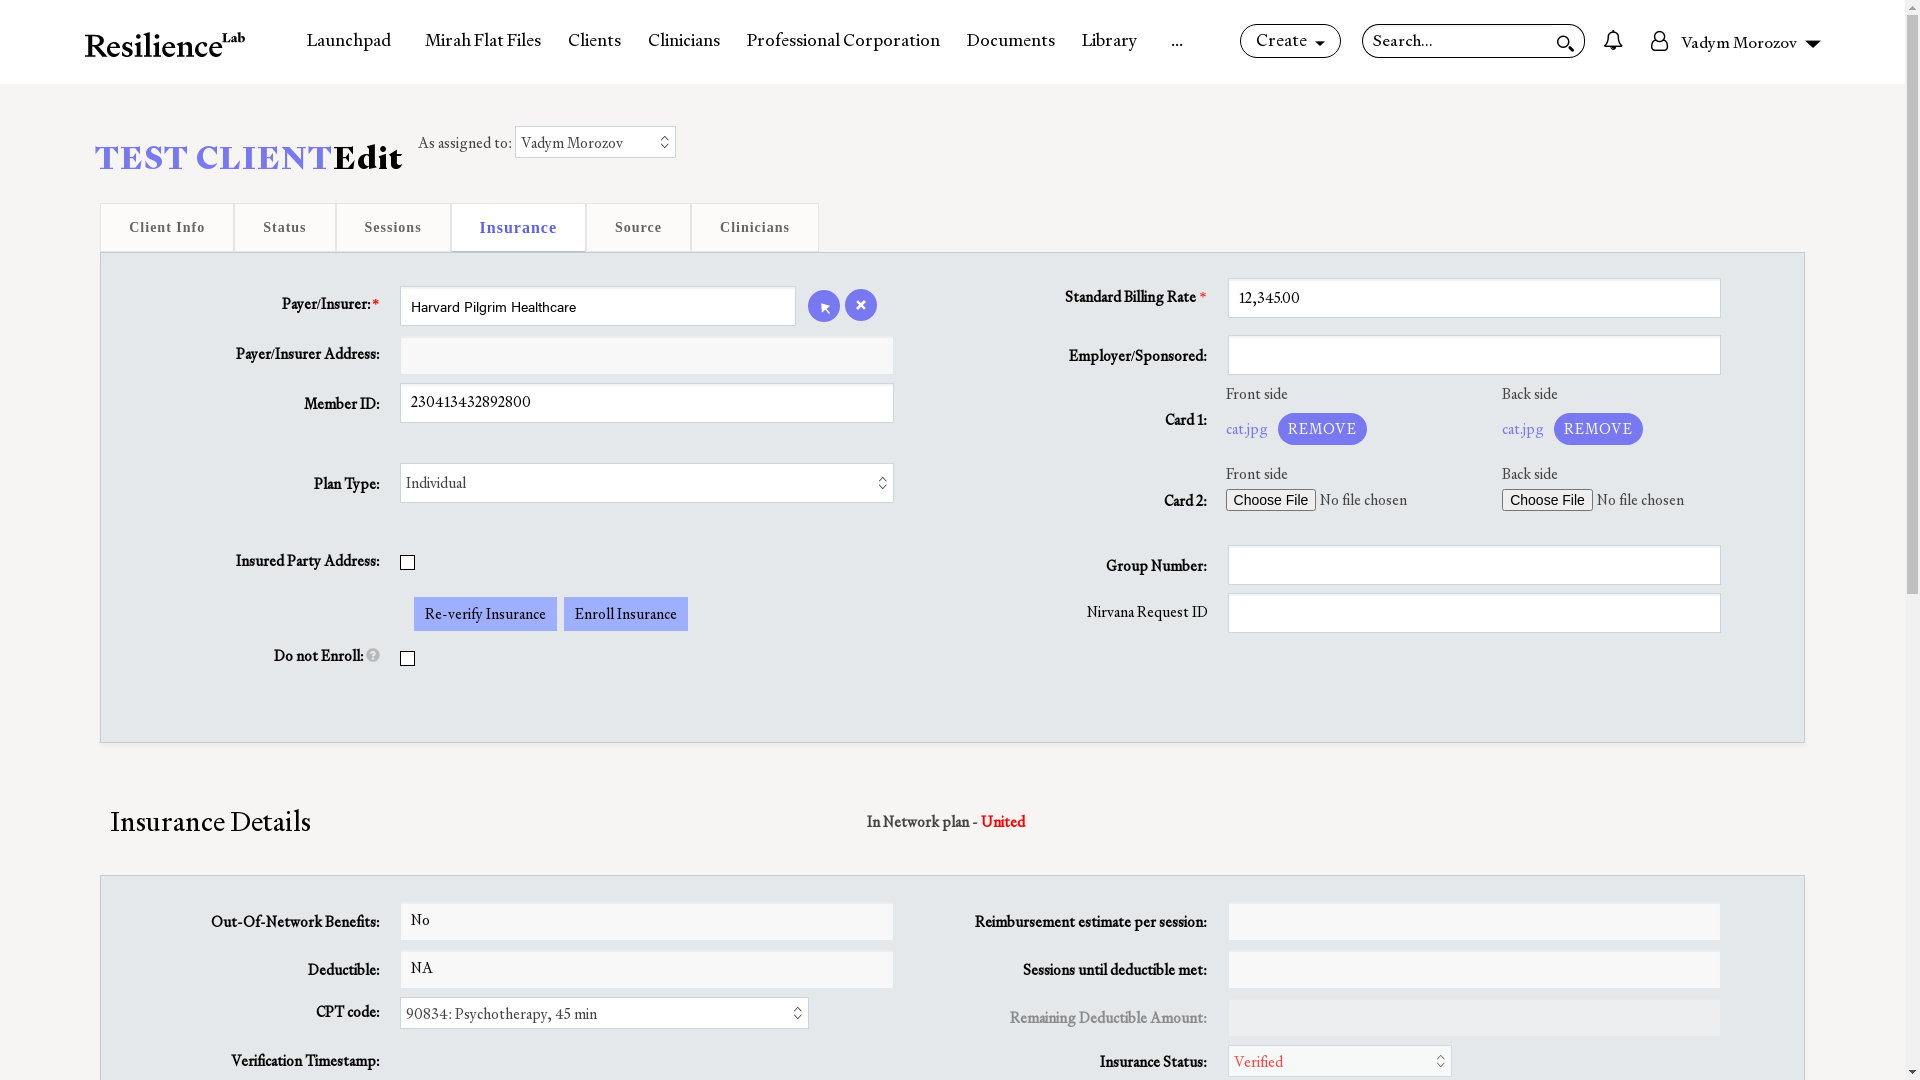 Resilience Lab
Launchpad Mirah Flat Files Clients Clinicians Professional Corporation Documents Library ... Create Search... Vadym Morozov
TEST CLIENTEdit As assigned to: Vadym Morozov
Client Info Status Sessions Insurance Source Clinicians
Payer/Insurer:* Harvard Pilgrim Healthcare
Standard Billing Rate * 12,345.00
Payer/Insurer Address:
Employer/Sponsored:
Member ID: 230413432892800
Front side Back side
Card 1: cat.jpg REMOVE cat.jpg REMOVE
Plan Type: Individual
Front side Back side
Card 2: Choose File No file chosen Choose File No file chosen
Insured Party Address:
Group Number:
Re-verify Insurance Enroll Insurance
Nirvana Request ID
Do not Enroll: ?
Insurance Details
In Network plan - United
Out-Of-Network Benefits: No
Reimbursement estimate per session:
Deductible: NA
Sessions until deductible met:
CPT code: 90834: Psychotherapy, 45 min
Remaining Deductible Amount:
Verification Timestamp:
Insurance Status: Verified